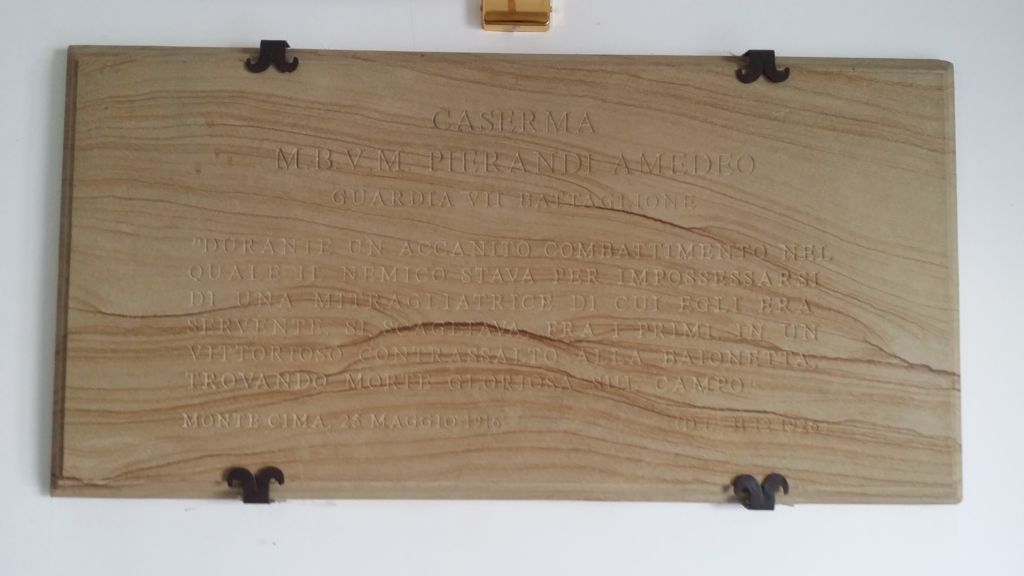 CASERMA
M.B.V.M. PIERANDI AMEDEO
GUARDIA VII BATTAGLIONE
"DURANTE UN ACCANITO COMBATTIMENTO NEL
QUALE IL NEMICO STAVA PER IMPOSSESSARSI
DI UNA MITRAGLIATRICE DI CUI EGLI ERA
SERVENTE, SI SCAGLIAVA, FRA I PRIMI, IN UN
VITTORIOSO CONTRASSALTO ALLA BAIONETTA,
TROVANDO MORTE GLORIOSA SUL CAMPO"
MONTE CIMA, 25 MAGGIO 1916